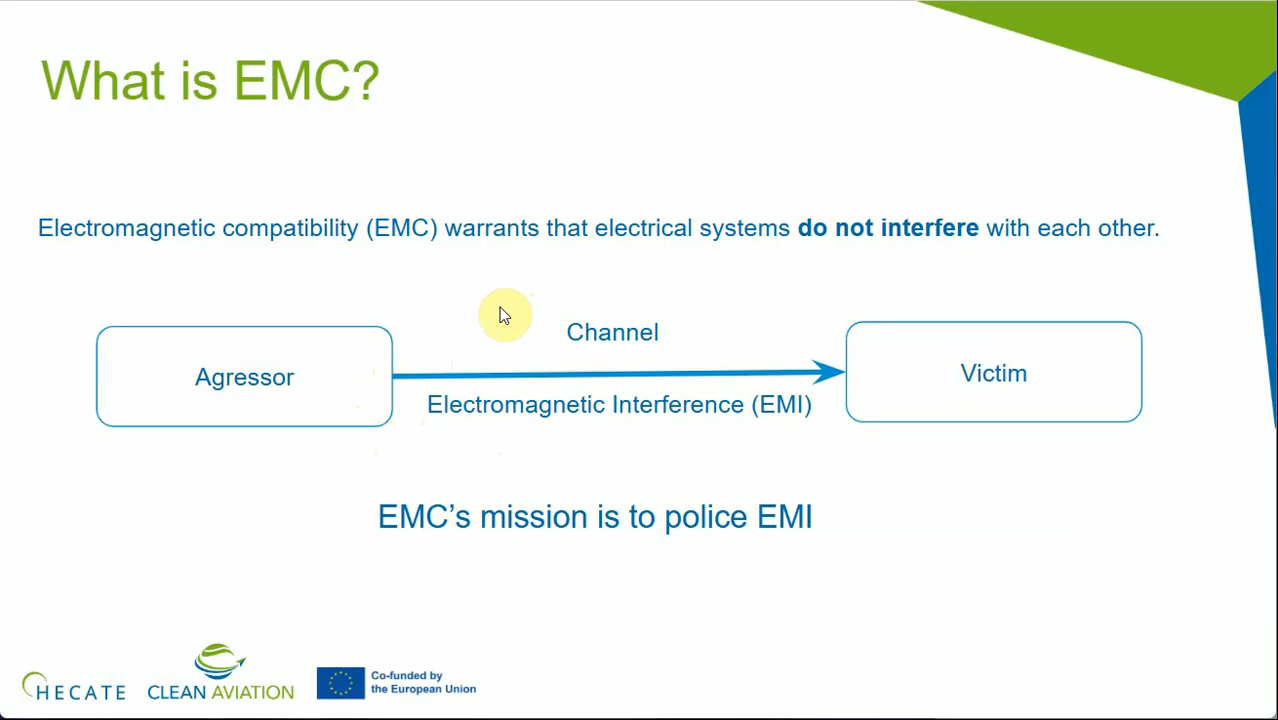 What is EMC?
Electromagnetic compatibility (EMC) warrants that electrical systems do not interfere with each other.
Channel
Agressor
Victim
Electromagnetic Interference (EMI)
EMC’s mission is to police EMI
HECATE
CLEAN AVIATION
Co-funded by
the European Union